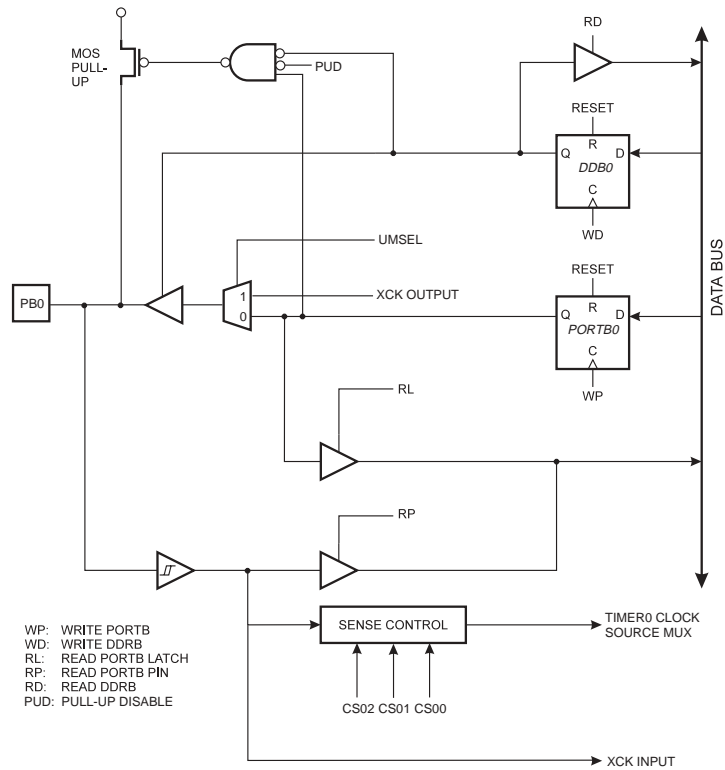 MOS
PULL-
UP
PUD
RD
RESET
R
Q
D
DDB0
C
WD
UMSEL
XCK OUTPUT
1
0
PB0
RESET
R
Q
D
PORTB0
C
WP
DATA BUS
RL
RP
SENSE CONTROL
TIMER0 CLOCK
SOURCE MUX
CS02 CS01 CS00
XCK INPUT
WP: WRITE PORTB
WD: WRITE DDRB
RL: READ PORTB LATCH
RP: READ PORTB PIN
RD: READ DDRB
PUD: PULL-UP DISABLE